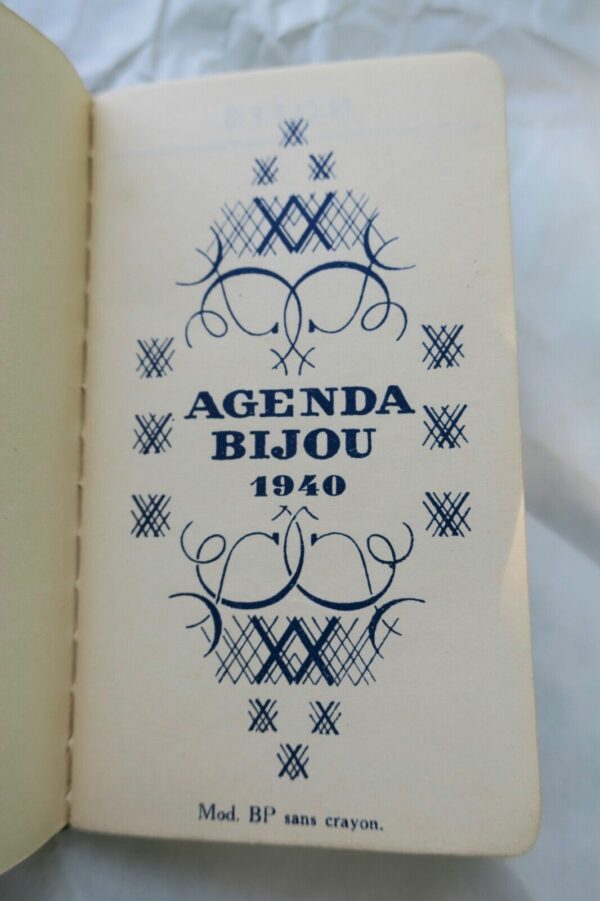 AGENDA
BIJOU
1940
Mod. BP sans crayon.